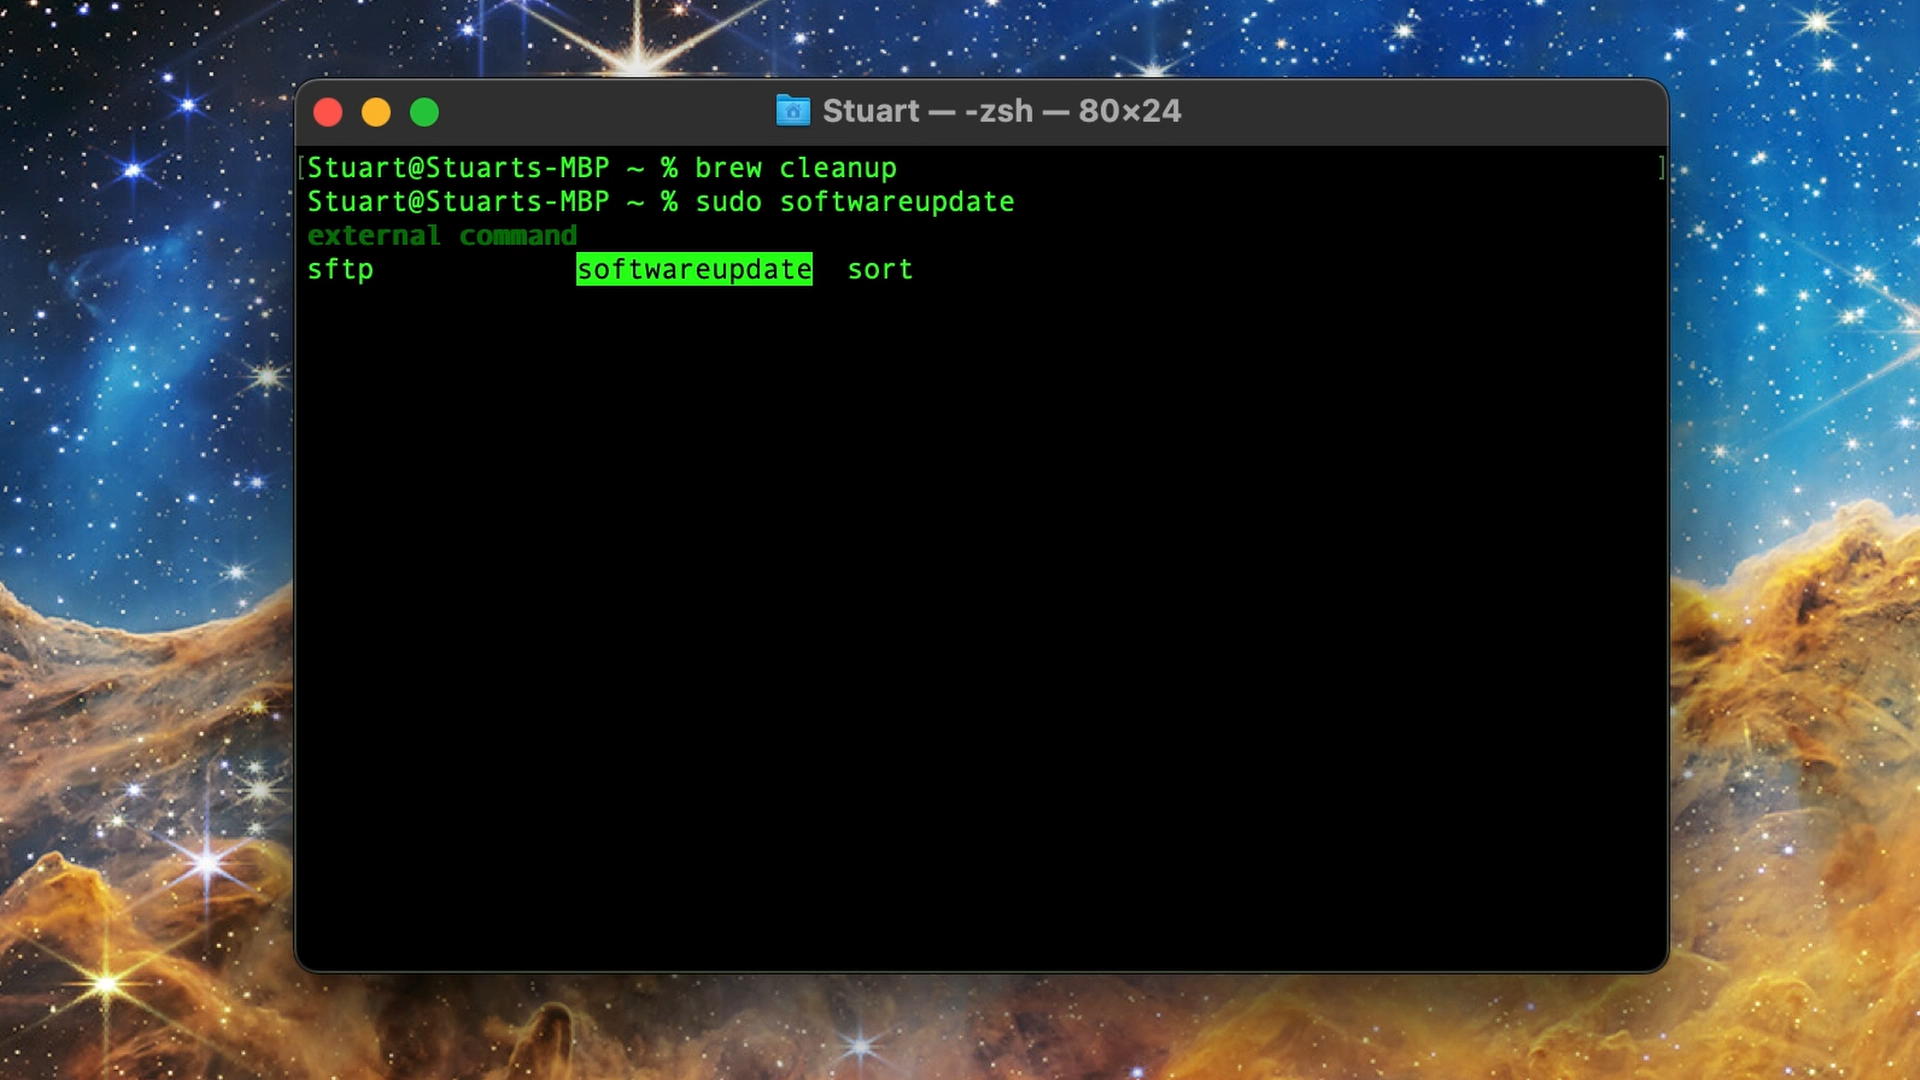 Stuart — -zsh — 80×24
[Stuart@Stuarts-MBP ~ % brew cleanup ]
Stuart@Stuarts-MBP ~ % sudo softwareupdate
external command
sftp softwareupdate sort